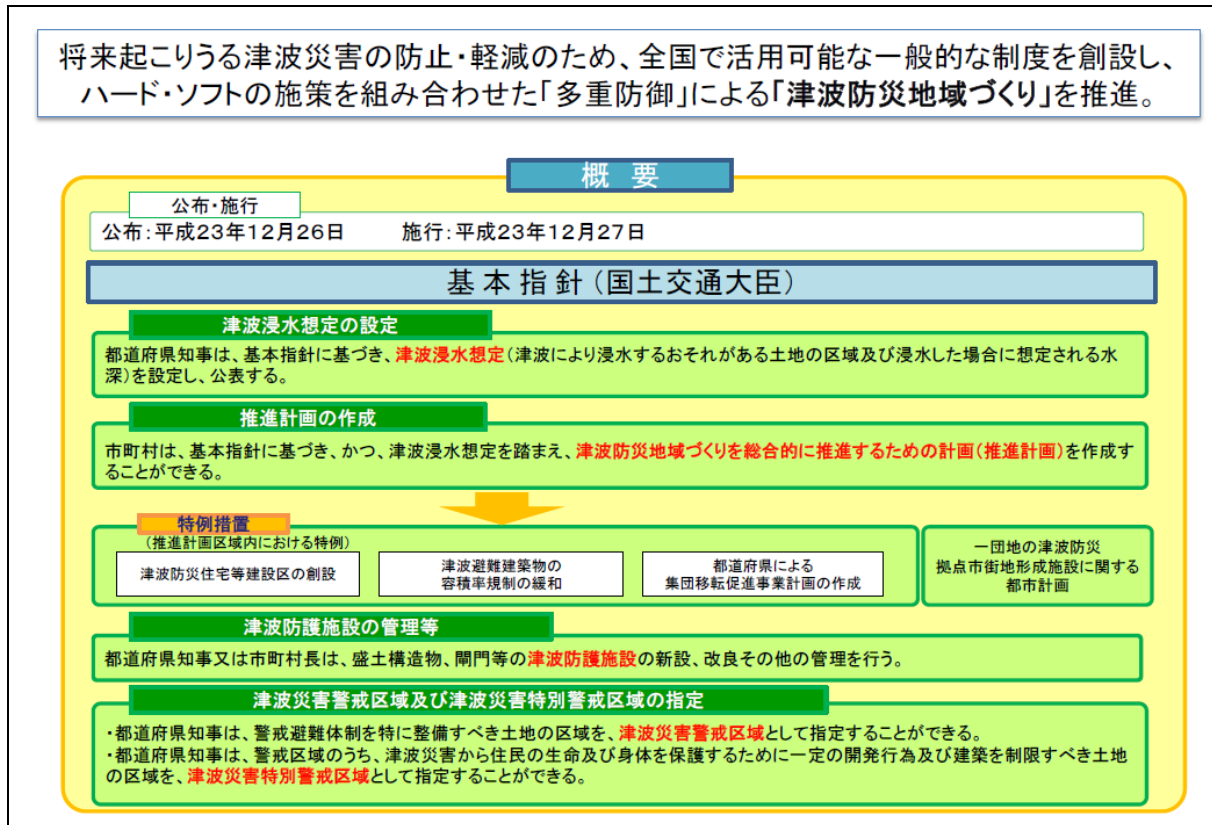 将来起こりうる津波災害の防止・軽減のため、全国で活用可能な一般的な制度を創設し、
ハード・ソフトの施策を組み合わせた「多重防御」による「津波防災地域づくり」を推進。
概 要
公布・施行
公布:平成23年12月26日 施行:平成23年12月27日
基 本 指 針 (国土交通大臣)
津波浸水想定の設定
都道府県知事は、基本指針に基づき、津波浸水想定(津波により浸水するおそれがある土地の区域及び浸水した場合に想定される水
深)を設定し、公表する。
推進計画の作成
市町村は、基本指針に基づき、かつ、津波浸水想定を踏まえ、津波防災地域づくりを総合的に推進するための計画(推進計画)を作成す
ることができる。
特例措置
(推進計画区域内における特例)
津波防災住宅等建設区の創設
津波避難建築物の
容積率規制の緩和
都道府県による
集団移転促進事業計画の作成
一団地の津波防災
拠点市街地形成施設に関する
都市計画
津波防護施設の管理等
都道府県知事又は市町村長は、盛土構造物、閘門等の津波防護施設の新設、改良その他の管理を行う。
津波災害警戒区域及び津波災害特別警戒区域の指定
・都道府県知事は、警戒避難体制を特に整備すべき土地の区域を、津波災害警戒区域として指定することができる。
・都道府県知事は、警戒区域のうち、津波災害から住民の生命及び身体を保護するために一定の開発行為及び建築を制限すべき土地
の区域を、津波災害特別警戒区域として指定することができる。